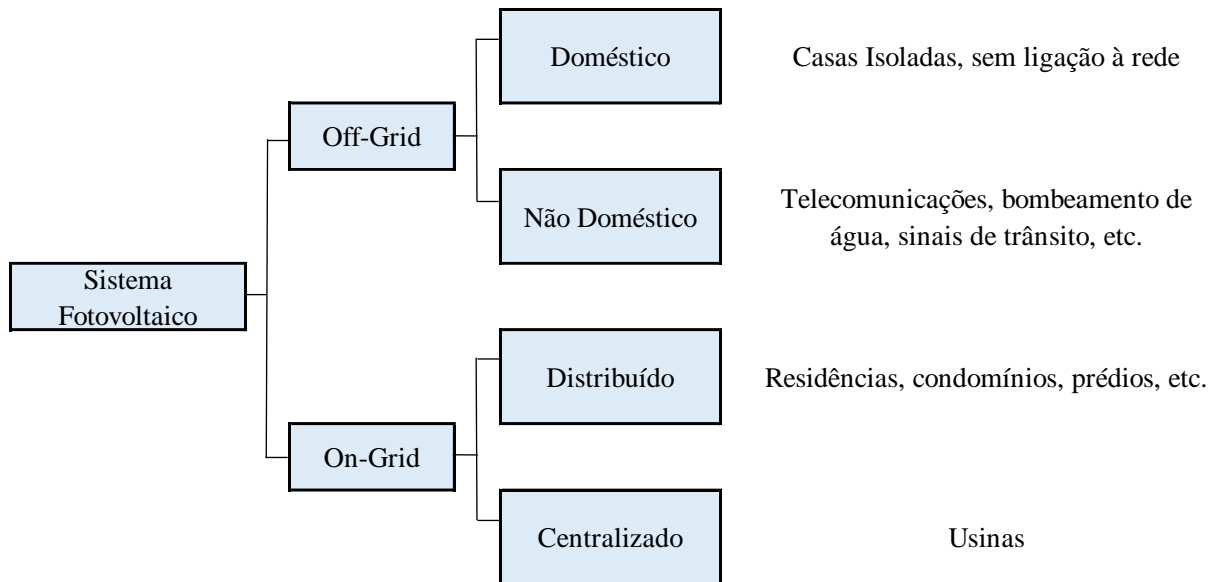 Doméstico
Casas Isoladas, sem ligação à rede
Off-Grid
Não Doméstico
Telecomunicações, bombeamento de
água, sinais de trânsito, etc.
Sistema
Fotovoltaico
Distribuído
Residências, condomínios, prédios, etc.
On-Grid
Centralizado
Usinas